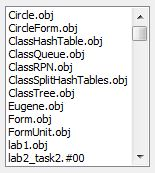 Circle.obj
CircleForm.obj
ClassHashTable.obj
ClassQueue.obj
ClassRPN.obj
ClassSplitHashTables.obj
ClassTree.obj
Eugene.obj
Form.obj
FormUnit.obj
lab1.obj
lab2_task2.#00